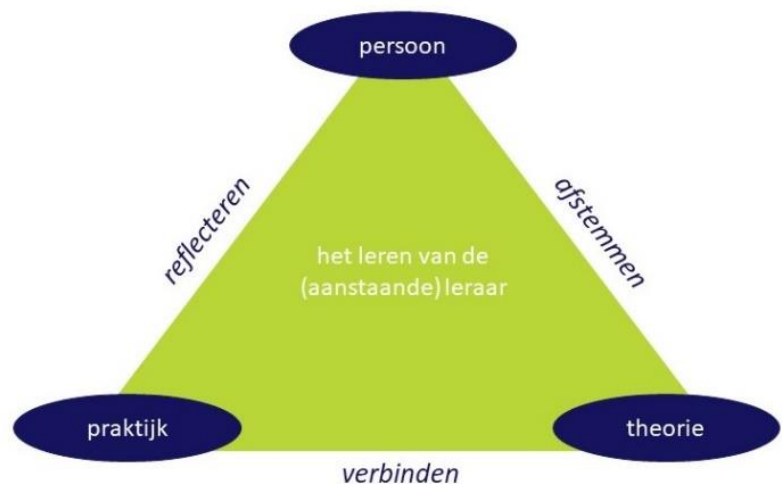 persoon
reflecteren
afstemmen
het leren van de
(aanstaande) leraar
praktijk
theorie
verbinden